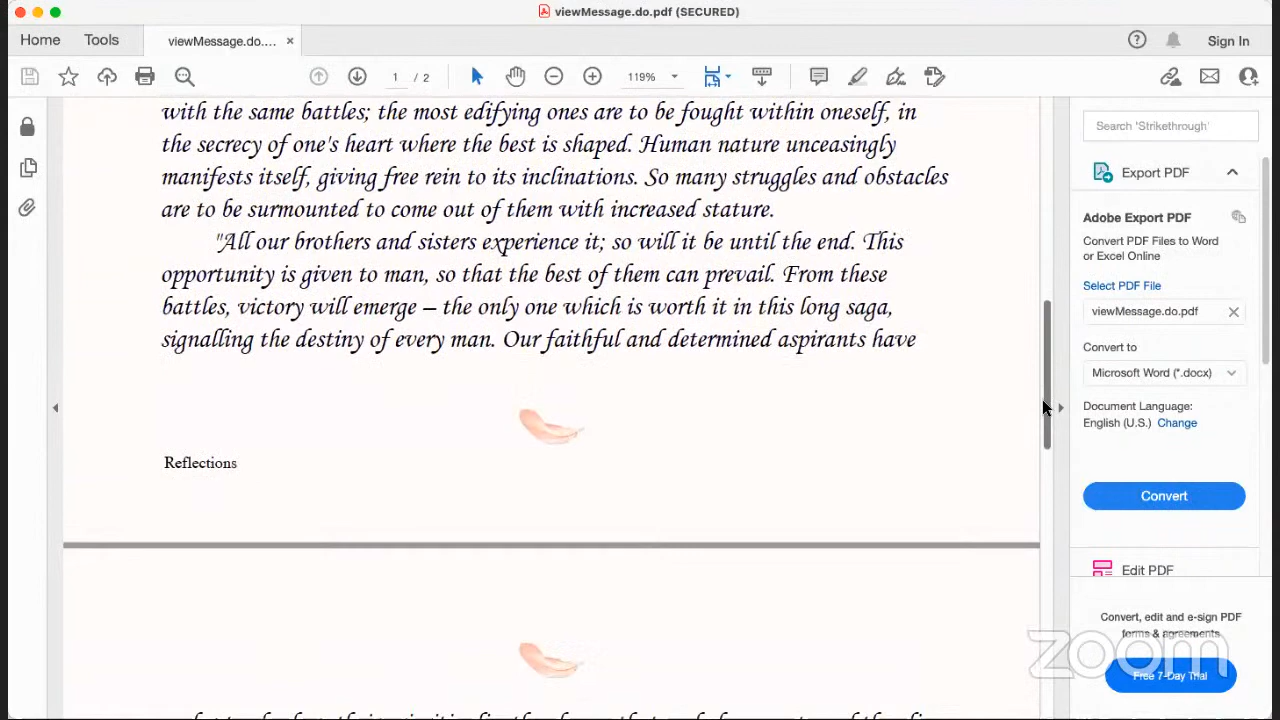 viewMessage.do.pdf (SECURED)
Home Tools viewMessage.do.... × Sign In
1 / 2 119%
with the same battles; the most edifying ones are to be fought within oneself, in
the secrecy of one's heart where the best is shaped. Human nature unceasingly
manifests itself, giving free rein to its inclinations. So many struggles and obstacles
are to be surmounted to come out of them with increased stature.
"All our brothers and sisters experience it; so will it be until the end. This
opportunity is given to man, so that the best of them can prevail. From these
battles, victory will emerge – the only one which is worth it in this long saga,
signalling the destiny of every man. Our faithful and determined aspirants have
Reflections
Search 'Strikethrough'
Export PDF
Adobe Export PDF
Convert PDF Files to Word
or Excel Online
Select PDF File
viewMessage.do.pdf
Convert to
Microsoft Word (*.docx)
Document Language:
English (U.S.) Change
Convert
Edit PDF
Convert, edit and e-sign PDF
forms & agreements
Free 7-Day Trial
zoom